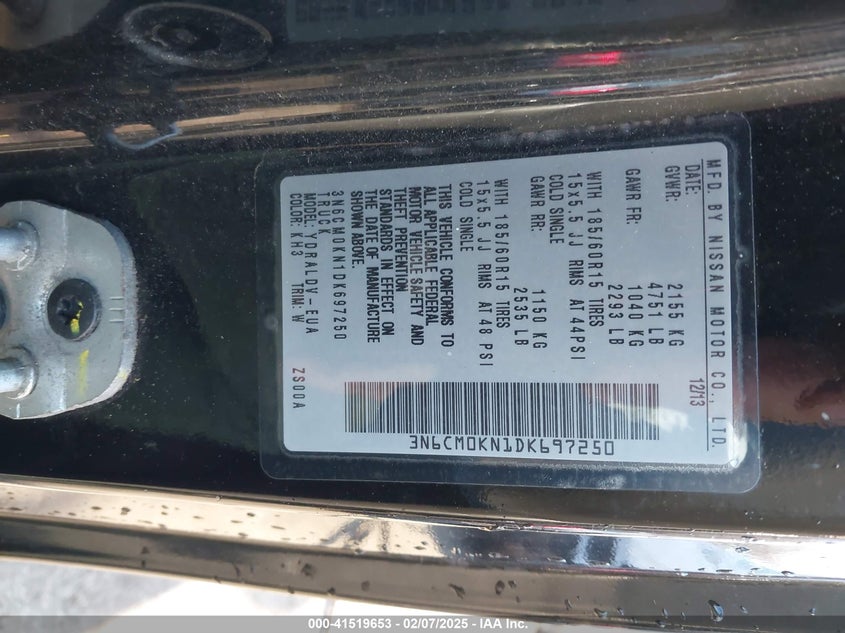 MFD. BY NISSAN MOTOR CO., LTD.
DATE: 12/13
GVWR: 2155 KG
4751 LB
GAWR FR: 1040 KG
2293 LB
WITH 185/60R15 TIRES
15x5.5 JJ RIMS AT 44PSI
COLD SINGLE
GAWR RR: 1150 KG
2535 LB
WITH 185/60R15 TIRES
15x5.5 JJ RIMS AT 48 PSI
COLD SINGLE
THIS VEHICLE CONFORMS TO
ALL APPLICABLE FEDERAL
MOTOR VEHICLE SAFETY AND
THEFT PREVENTION
STANDARDS IN EFFECT ON
THE DATE OF MANUFACTURE
SHOWN ABOVE.
3N6CM0KN1DK697250
TRUCK
MODEL: YDRALDV-EUA
COLOR: KH3 TRIM: W ZS00A
3N6CM0KN1DK697250
000-41519653 - 02/07/2025 - IAA Inc.